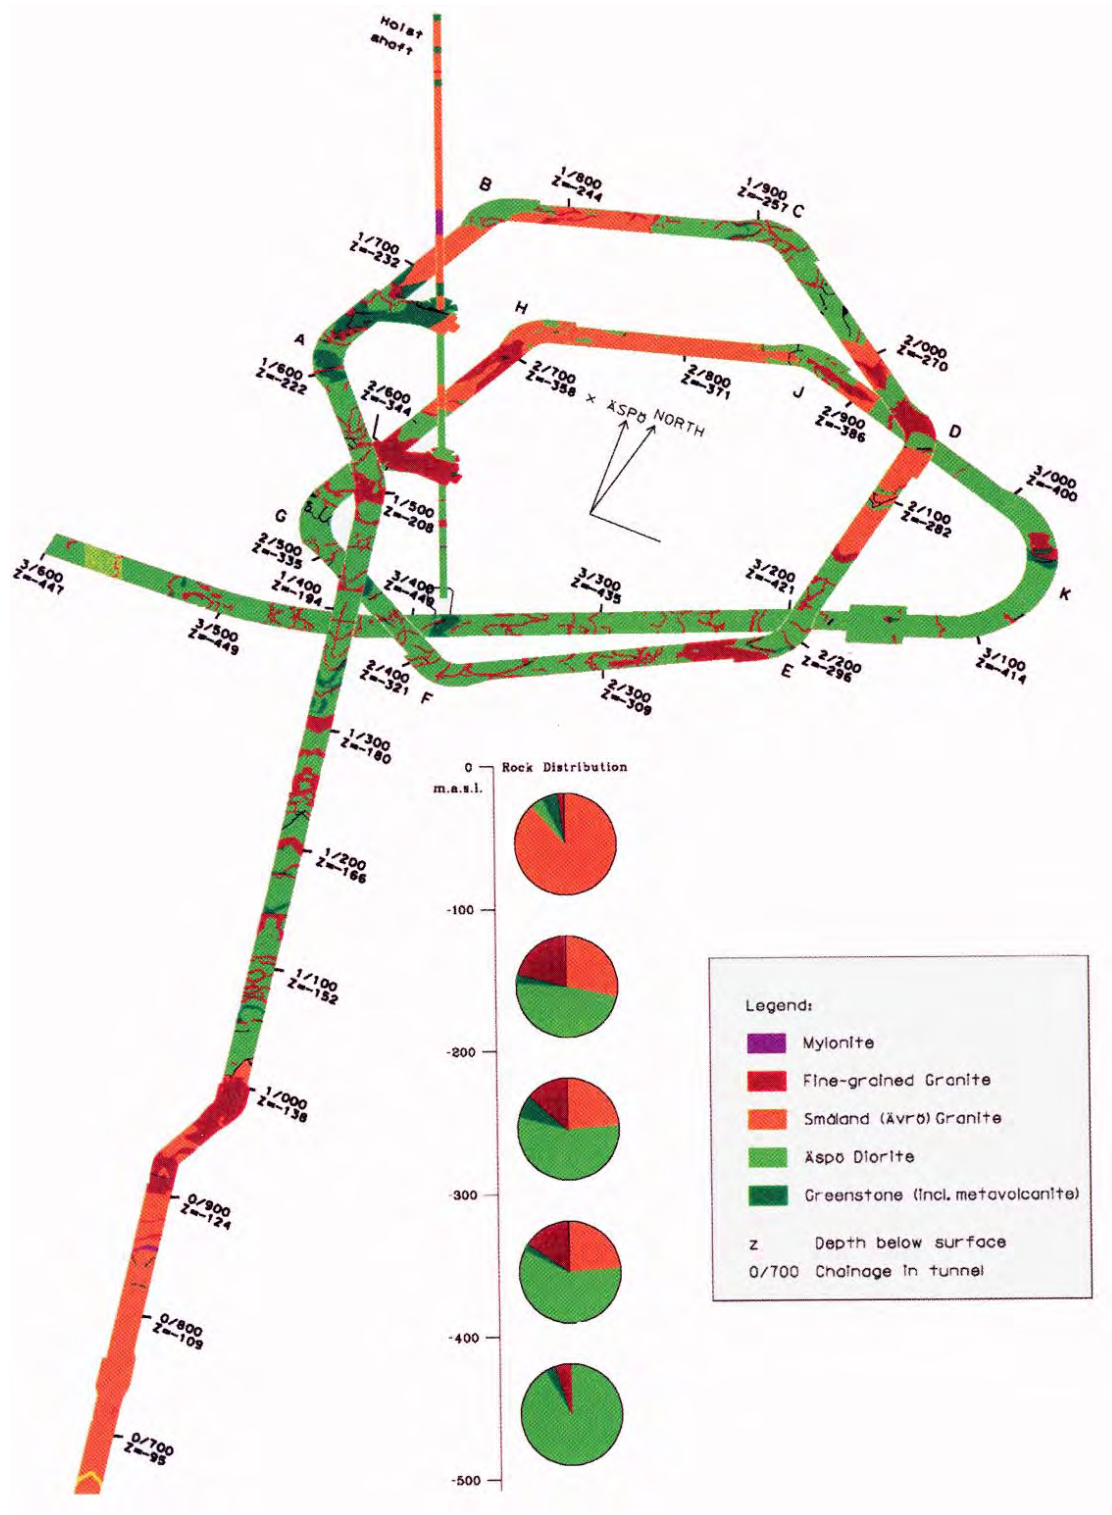 Hoist
shaft
B
1/800
Z=-244
1/900
Z=-257
C
1/700
Z=-232
H
A
2/000
Z=-270
1/600
Z=-222
2/600
Z=-344
2/700
Z=-358
2/800
Z=-371
x ÄSPÖ NORTH
J
2/900
Z=-386
D
3/000
Z=-400
1/500
Z=-208
2/100
Z=-282
G
2/500
Z=-335
3/600
Z=-447
1/400
Z=-194
3/400
Z=-449
3/300
Z=-435
3/200
Z=-421
K
3/500
Z=-449
2/400
Z=-321
F
2/300
Z=-309
E
2/200
Z=-296
3/100
Z=-414
1/300
Z=-180
0
Rock Distribution
m.a.s.l.
1/200
Z=-166
-100
1/100
Z=-152
-200
1/000
Z=-138
-300
0/900
Z=-124
-400
0/800
Z=-109
0/700
Z=-95
-500
Legend:
Mylonite
Fine-grained Granite
Småland (Ävrö) Granite
Äspö Diorite
Greenstone (incl. metavolcanite)
z Depth below surface
0/700 Chainage in tunnel